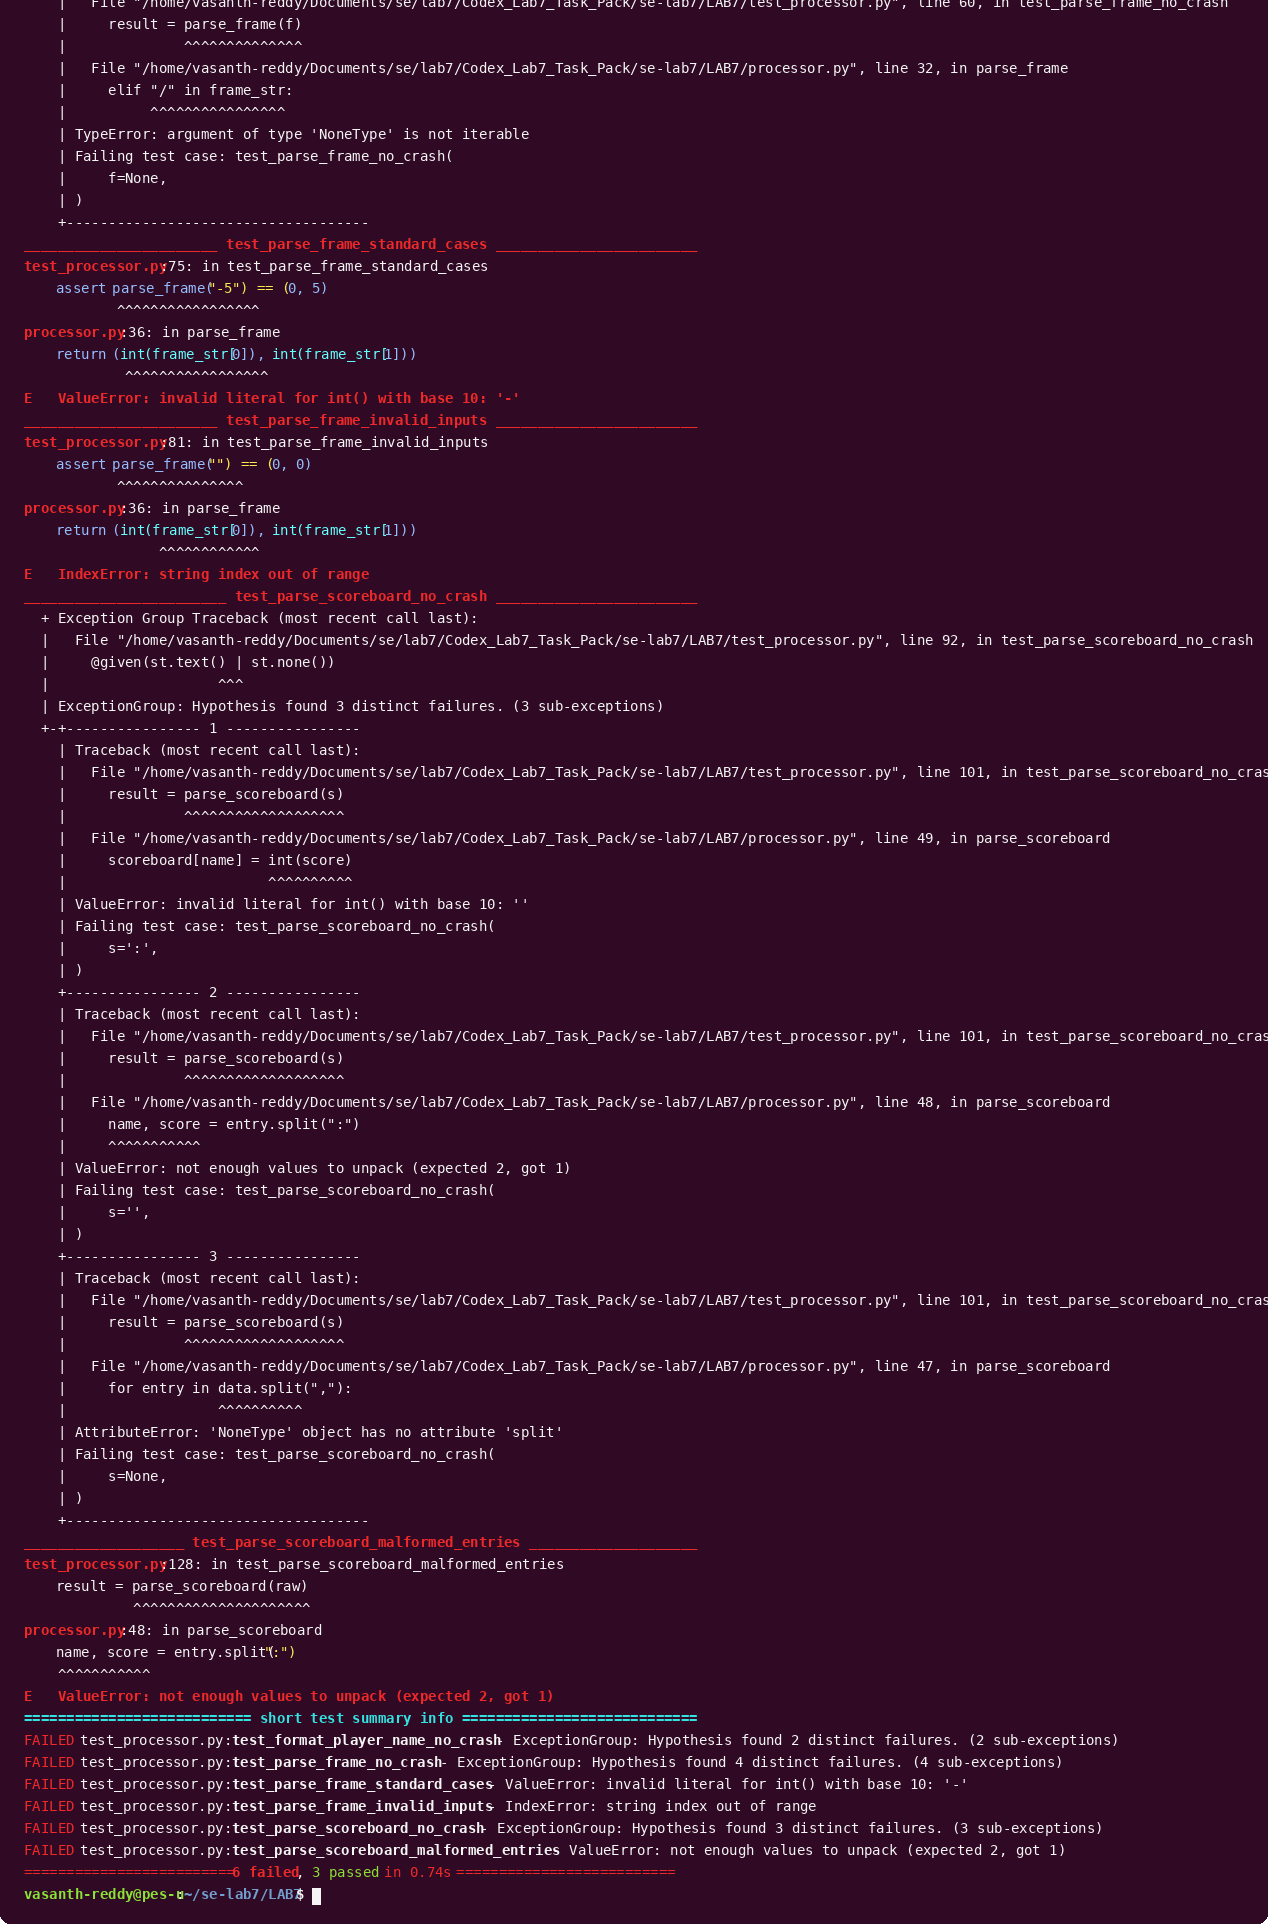 |   File "/home/vasanth-reddy/Documents/se/lab7/Codex_Lab7_Task_Pack/se-lab7/LAB7/test_processor.py", line 60, in test_parse_frame_no_crash
|     result = parse_frame(f)
|              ^^^^^^^^^^^^^^
|   File "/home/vasanth-reddy/Documents/se/lab7/Codex_Lab7_Task_Pack/se-lab7/LAB7/processor.py", line 32, in parse_frame
|     elif "/" in frame_str:
|          ^^^^^^^^^^^^^^^^
| TypeError: argument of type 'NoneType' is not iterable
| Failing test case: test_parse_frame_no_crash(
|     f=None,
| )
+------------------------------------
_______________________ test_parse_frame_standard_cases ________________________
test_processor.py:75: in test_parse_frame_standard_cases
    assert parse_frame("-5") == (0, 5)
           ^^^^^^^^^^^^^^^^^
processor.py:36: in parse_frame
    return (int(frame_str[0]), int(frame_str[1]))
            ^^^^^^^^^^^^^^^^^
E   ValueError: invalid literal for int() with base 10: '-'
_______________________ test_parse_frame_invalid_inputs ________________________
test_processor.py:81: in test_parse_frame_invalid_inputs
    assert parse_frame("") == (0, 0)
           ^^^^^^^^^^^^^^^
processor.py:36: in parse_frame
    return (int(frame_str[0]), int(frame_str[1]))
                ^^^^^^^^^^^^
E   IndexError: string index out of range
________________________ test_parse_scoreboard_no_crash ________________________
  + Exception Group Traceback (most recent call last):
  |   File "/home/vasanth-reddy/Documents/se/lab7/Codex_Lab7_Task_Pack/se-lab7/LAB7/test_processor.py", line 92, in test_parse_scoreboard_no_crash
  |     @given(st.text() | st.none())
  |                    ^^^
  | ExceptionGroup: Hypothesis found 3 distinct failures. (3 sub-exceptions)
  +-+---------------- 1 ----------------
    | Traceback (most recent call last):
    |   File "/home/vasanth-reddy/Documents/se/lab7/Codex_Lab7_Task_Pack/se-lab7/LAB7/test_processor.py", line 101, in test_parse_scoreboard_no_cras
    |     result = parse_scoreboard(s)
    |              ^^^^^^^^^^^^^^^^^^^
    |   File "/home/vasanth-reddy/Documents/se/lab7/Codex_Lab7_Task_Pack/se-lab7/LAB7/processor.py", line 49, in parse_scoreboard
    |     scoreboard[name] = int(score)
    |                        ^^^^^^^^^^
    | ValueError: invalid literal for int() with base 10: ''
    | Failing test case: test_parse_scoreboard_no_crash(
    |     s=':',
    | )
    +---------------- 2 ----------------
    | Traceback (most recent call last):
    |   File "/home/vasanth-reddy/Documents/se/lab7/Codex_Lab7_Task_Pack/se-lab7/LAB7/test_processor.py", line 101, in test_parse_scoreboard_no_cras
    |     result = parse_scoreboard(s)
    |              ^^^^^^^^^^^^^^^^^^^
    |   File "/home/vasanth-reddy/Documents/se/lab7/Codex_Lab7_Task_Pack/se-lab7/LAB7/processor.py", line 48, in parse_scoreboard
    |     name, score = entry.split(":")
    |     ^^^^^^^^^^^
    | ValueError: not enough values to unpack (expected 2, got 1)
    | Failing test case: test_parse_scoreboard_no_crash(
    |     s='',
    | )
    +---------------- 3 ----------------
    | Traceback (most recent call last):
    |   File "/home/vasanth-reddy/Documents/se/lab7/Codex_Lab7_Task_Pack/se-lab7/LAB7/test_processor.py", line 101, in test_parse_scoreboard_no_cras
    |     result = parse_scoreboard(s)
    |              ^^^^^^^^^^^^^^^^^^^
    |   File "/home/vasanth-reddy/Documents/se/lab7/Codex_Lab7_Task_Pack/se-lab7/LAB7/processor.py", line 47, in parse_scoreboard
    |     for entry in data.split(","):
    |                  ^^^^^^^^^^
    | AttributeError: 'NoneType' object has no attribute 'split'
    | Failing test case: test_parse_scoreboard_no_crash(
    |     s=None,
    | )
    +------------------------------------
___________________ test_parse_scoreboard_malformed_entries ____________________
test_processor.py:128: in test_parse_scoreboard_malformed_entries
    result = parse_scoreboard(raw)
             ^^^^^^^^^^^^^^^^^^^^^
processor.py:48: in parse_scoreboard
    name, score = entry.split(":")
    ^^^^^^^^^^^
E   ValueError: not enough values to unpack (expected 2, got 1)
=========================== short test summary info ============================
FAILED test_processor.py::test_format_player_name_no_crash - ExceptionGroup: Hypothesis found 2 distinct failures. (2 sub-exceptions)
FAILED test_processor.py::test_parse_frame_no_crash - ExceptionGroup: Hypothesis found 4 distinct failures. (4 sub-exceptions)
FAILED test_processor.py::test_parse_frame_standard_cases - ValueError: invalid literal for int() with base 10: '-'
FAILED test_processor.py::test_parse_frame_invalid_inputs - IndexError: string index out of range
FAILED test_processor.py::test_parse_scoreboard_no_crash - ExceptionGroup: Hypothesis found 3 distinct failures. (3 sub-exceptions)
FAILED test_processor.py::test_parse_scoreboard_malformed_entries - ValueError: not enough values to unpack (expected 2, got 1)
========================= 6 failed, 3 passed in 0.74s ==========================
vasanth-reddy@pes-u:~/se-lab7/LAB7$